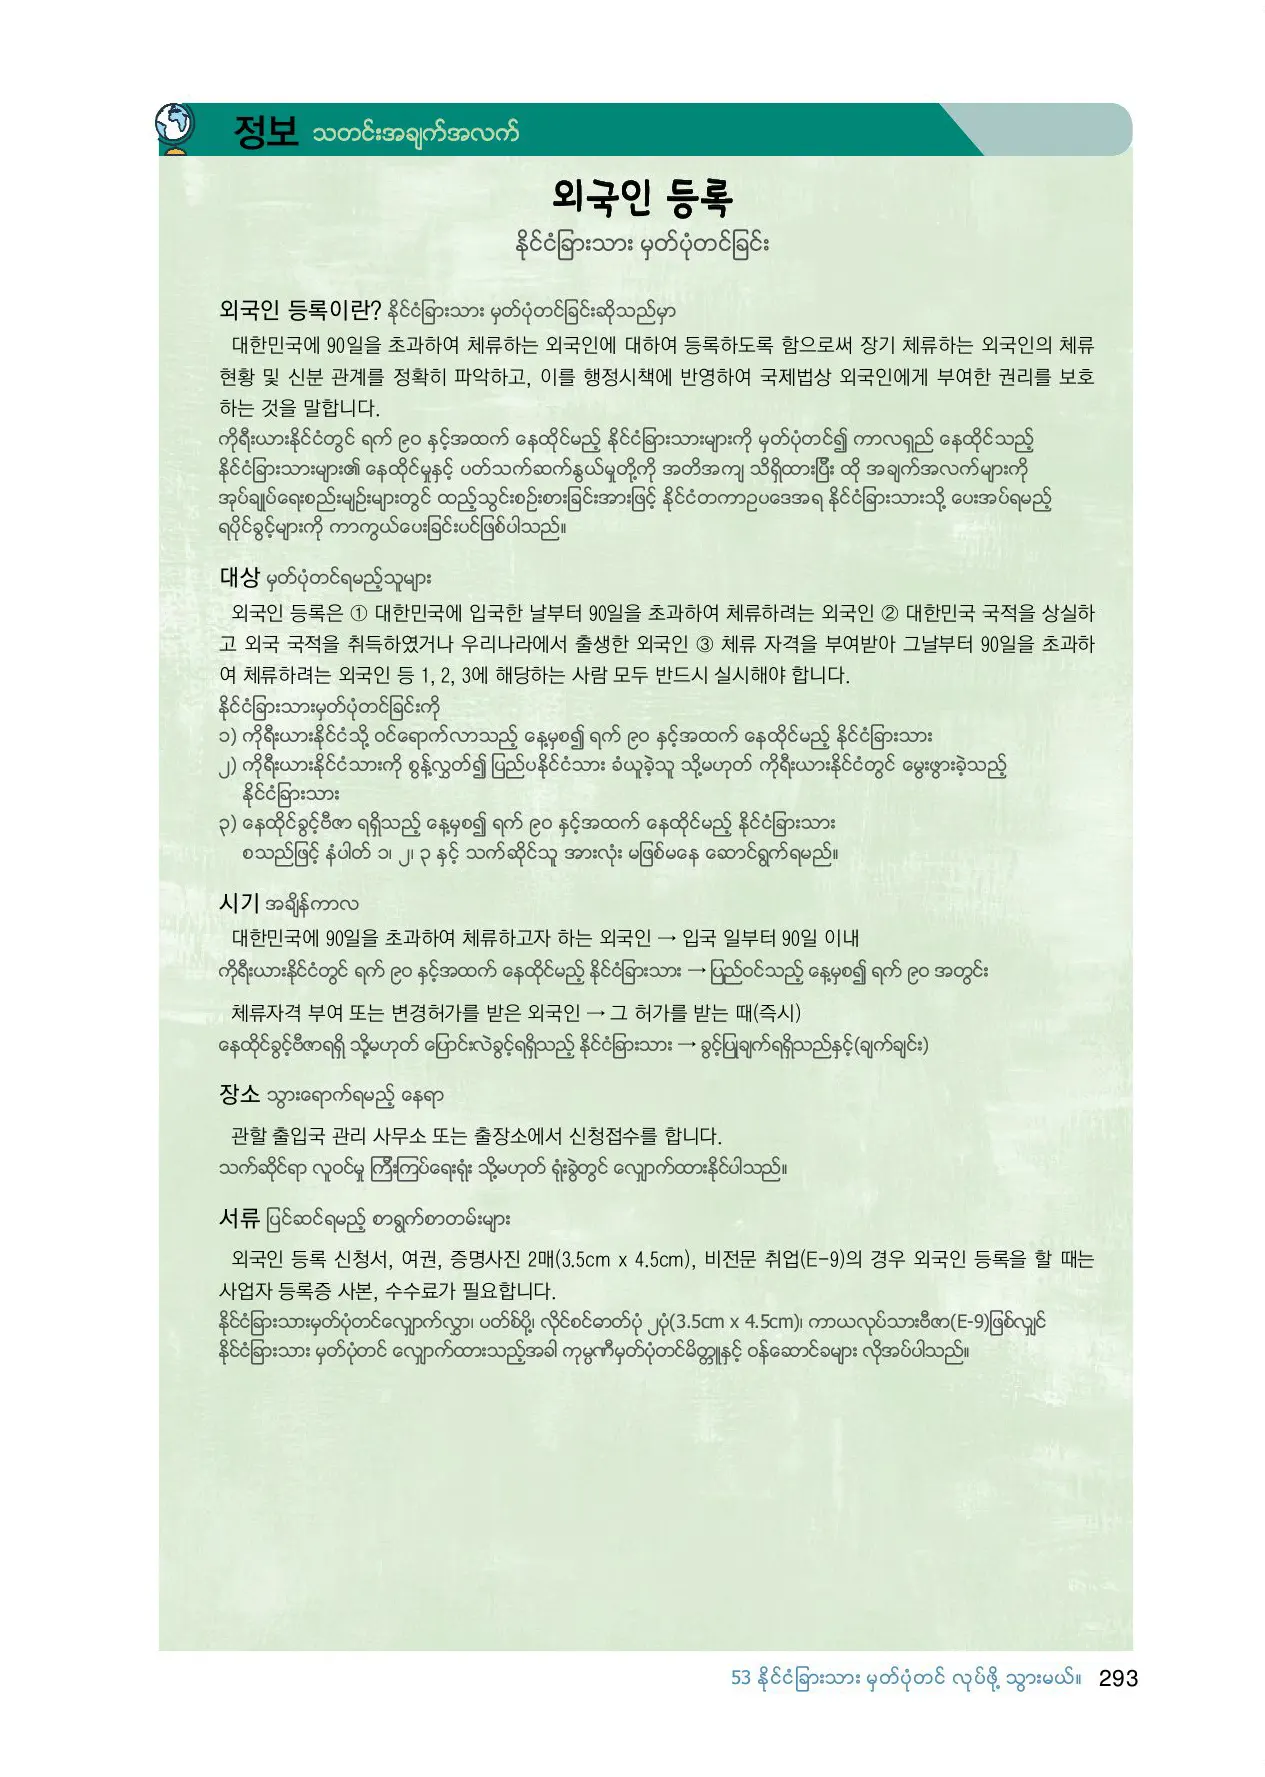 정보 သတင်းအချက်အလက်
외국인 등록
နိုင်ငံခြားသား မှတ်ပုံတင်ခြင်း
외국인 등록이란? နိုင်ငံခြားသား မှတ်ပုံတင်ခြင်းဆိုသည်မှာ
대한민국에 90일을 초과하여 체류하는 외국인에 대하여 등록하도록 함으로써 장기 체류하는 외국인의 체류
현황 및 신분 관계를 정확히 파악하고, 이를 행정시책에 반영하여 국제법상 외국인에게 부여한 권리를 보호
하는 것을 말합니다.
ကိုရီးယားနိုင်ငံတွင် ရက် ၉၀ နှင့်အထက် နေထိုင်မည့် နိုင်ငံခြားသားများကို မှတ်ပုံတင်၍ ကာလရှည် နေထိုင်သည့်
နိုင်ငံခြားသားများ၏ နေထိုင်မှုနှင့် ပတ်သက်ဆက်နွယ်မှုတို့ကို အတိအကျ သိရှိထားပြီး ထို အချက်အလက်များကို
အုပ်ချုပ်ရေးစည်းမျဉ်းများတွင် ထည့်သွင်းစဉ်းစားခြင်းအားဖြင့် နိုင်ငံတကာဥပဒေအရ နိုင်ငံခြားသားသို့ ပေးအပ်ရမည့်
ရပိုင်ခွင့်များကို ကာကွယ်ပေးခြင်းပင်ဖြစ်ပါသည်။
대상 မှတ်ပုံတင်ရမည့်သူများ
외국인 등록은 ① 대한민국에 입국한 날부터 90일을 초과하여 체류하려는 외국인 ② 대한민국 국적을 상실하
고 외국 국적을 취득하였거나 우리나라에서 출생한 외국인 ③ 체류 자격을 부여받아 그날부터 90일을 초과하
여 체류하려는 외국인 등 1, 2, 3에 해당하는 사람 모두 반드시 실시해야 합니다.
နိုင်ငံခြားသားမှတ်ပုံတင်ခြင်းကို
၁) ကိုရီးယားနိုင်ငံသို့ ဝင်ရောက်လာသည့် နေ့မှစ၍ ရက် ၉၀ နှင့်အထက် နေထိုင်မည့် နိုင်ငံခြားသား
၂) ကိုရီးယားနိုင်ငံသားကို စွန့်လွှတ်၍ ပြည်ပနိုင်ငံသား ခံယူခဲ့သူ သို့မဟုတ် ကိုရီးယားနိုင်ငံတွင် မွေးဖွားခဲ့သည့်
နိုင်ငံခြားသား
၃) နေထိုင်ခွင့်ဗီဇာ ရရှိသည့် နေ့မှစ၍ ရက် ၉၀ နှင့်အထက် နေထိုင်မည့် နိုင်ငံခြားသား
စသည်ဖြင့် နံပါတ် ၁၊ ၂၊ ၃ နှင့် သက်ဆိုင်သူ အားလုံး မဖြစ်မနေ ဆောင်ရွက်ရမည်။
시기 အချိန်ကာလ
대한민국에 90일을 초과하여 체류하고자 하는 외국인 → 입국 일부터 90일 이내
ကိုရီးယားနိုင်ငံတွင် ရက် ၉၀ နှင့်အထက် နေထိုင်မည့် နိုင်ငံခြားသား → ပြည်ဝင်သည့် နေ့မှစ၍ ရက် ၉၀ အတွင်း
체류자격 부여 또는 변경허가를 받은 외국인 → 그 허가를 받는 때(즉시)
နေထိုင်ခွင့်ဗီဇာရရှိ သို့မဟုတ် ပြောင်းလဲခွင့်ရရှိသည့် နိုင်ငံခြားသား → ခွင့်ပြုချက်ရရှိသည်နှင့်(ချက်ချင်း)
장소 သွားရောက်ရမည့် နေရာ
관할 출입국 관리 사무소 또는 출장소에서 신청접수를 합니다.
သက်ဆိုင်ရာ လူဝင်မှု ကြီးကြပ်ရေးရုံး သို့မဟုတ် ရုံးခွဲတွင် လျှောက်ထားနိုင်ပါသည်။
서류 ပြင်ဆင်ရမည့် စာရွက်စာတမ်းများ
외국인 등록 신청서, 여권, 증명사진 2매(3.5cm x 4.5cm), 비전문 취업(E-9)의 경우 외국인 등록을 할 때는
사업자 등록증 사본, 수수료가 필요합니다.
နိုင်ငံခြားသားမှတ်ပုံတင်လျှောက်လွှာ၊ ပတ်စ်ပို့၊ လိုင်စင်ဓာတ်ပုံ ၂ပုံ(3.5cm x 4.5cm)၊ ကာယလုပ်သားဗီဇာ(E-9)ဖြစ်လျှင်
နိုင်ငံခြားသား မှတ်ပုံတင် လျှောက်ထားသည့်အခါ ကုမ္ပဏီမှတ်ပုံတင်မိတ္တူနှင့် ဝန်ဆောင်ခများ လိုအပ်ပါသည်။
53 နိုင်ငံခြားသား မှတ်ပုံတင် လုပ်ဖို့ သွားမယ်။ 293